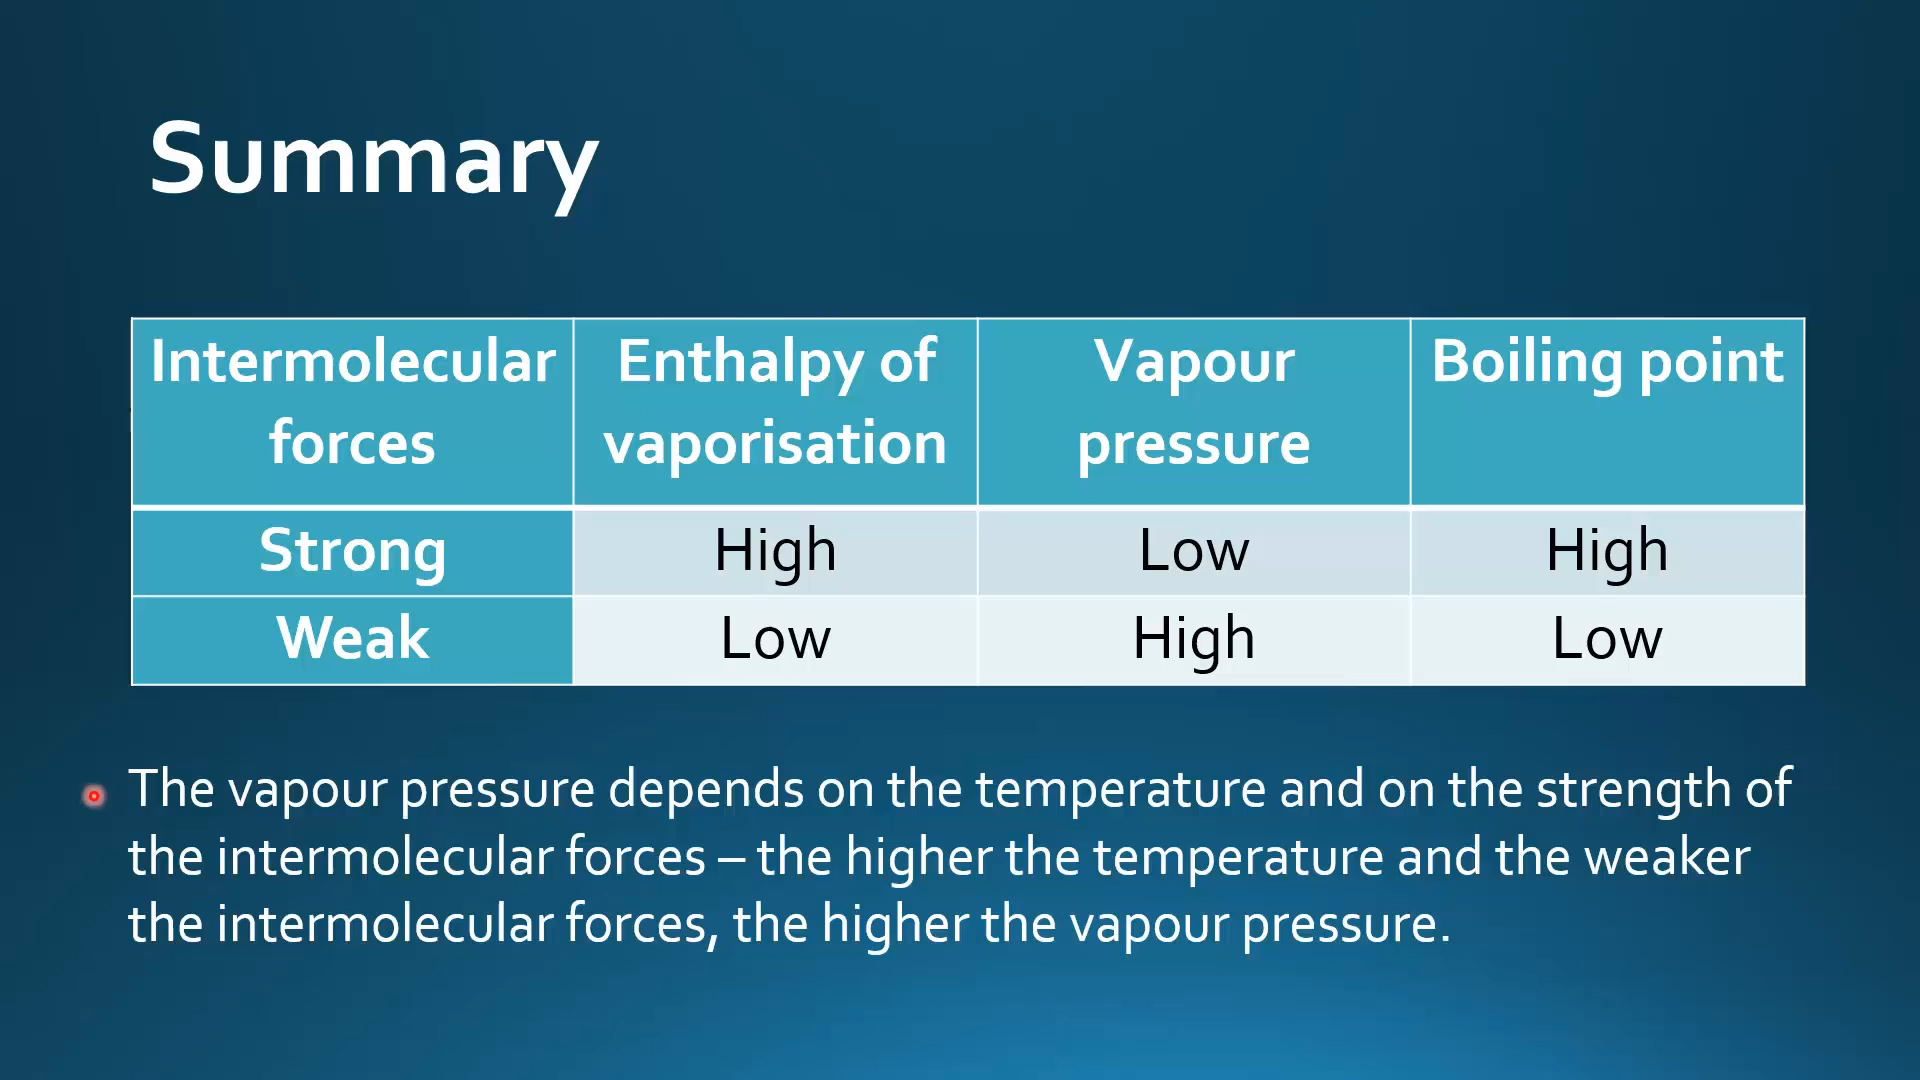 Summary
Intermolecular forces | Enthalpy of vaporisation | Vapour pressure | Boiling point
Strong | High | Low | High
Weak | Low | High | Low
The vapour pressure depends on the temperature and on the strength of
the intermolecular forces – the higher the temperature and the weaker
the intermolecular forces, the higher the vapour pressure.